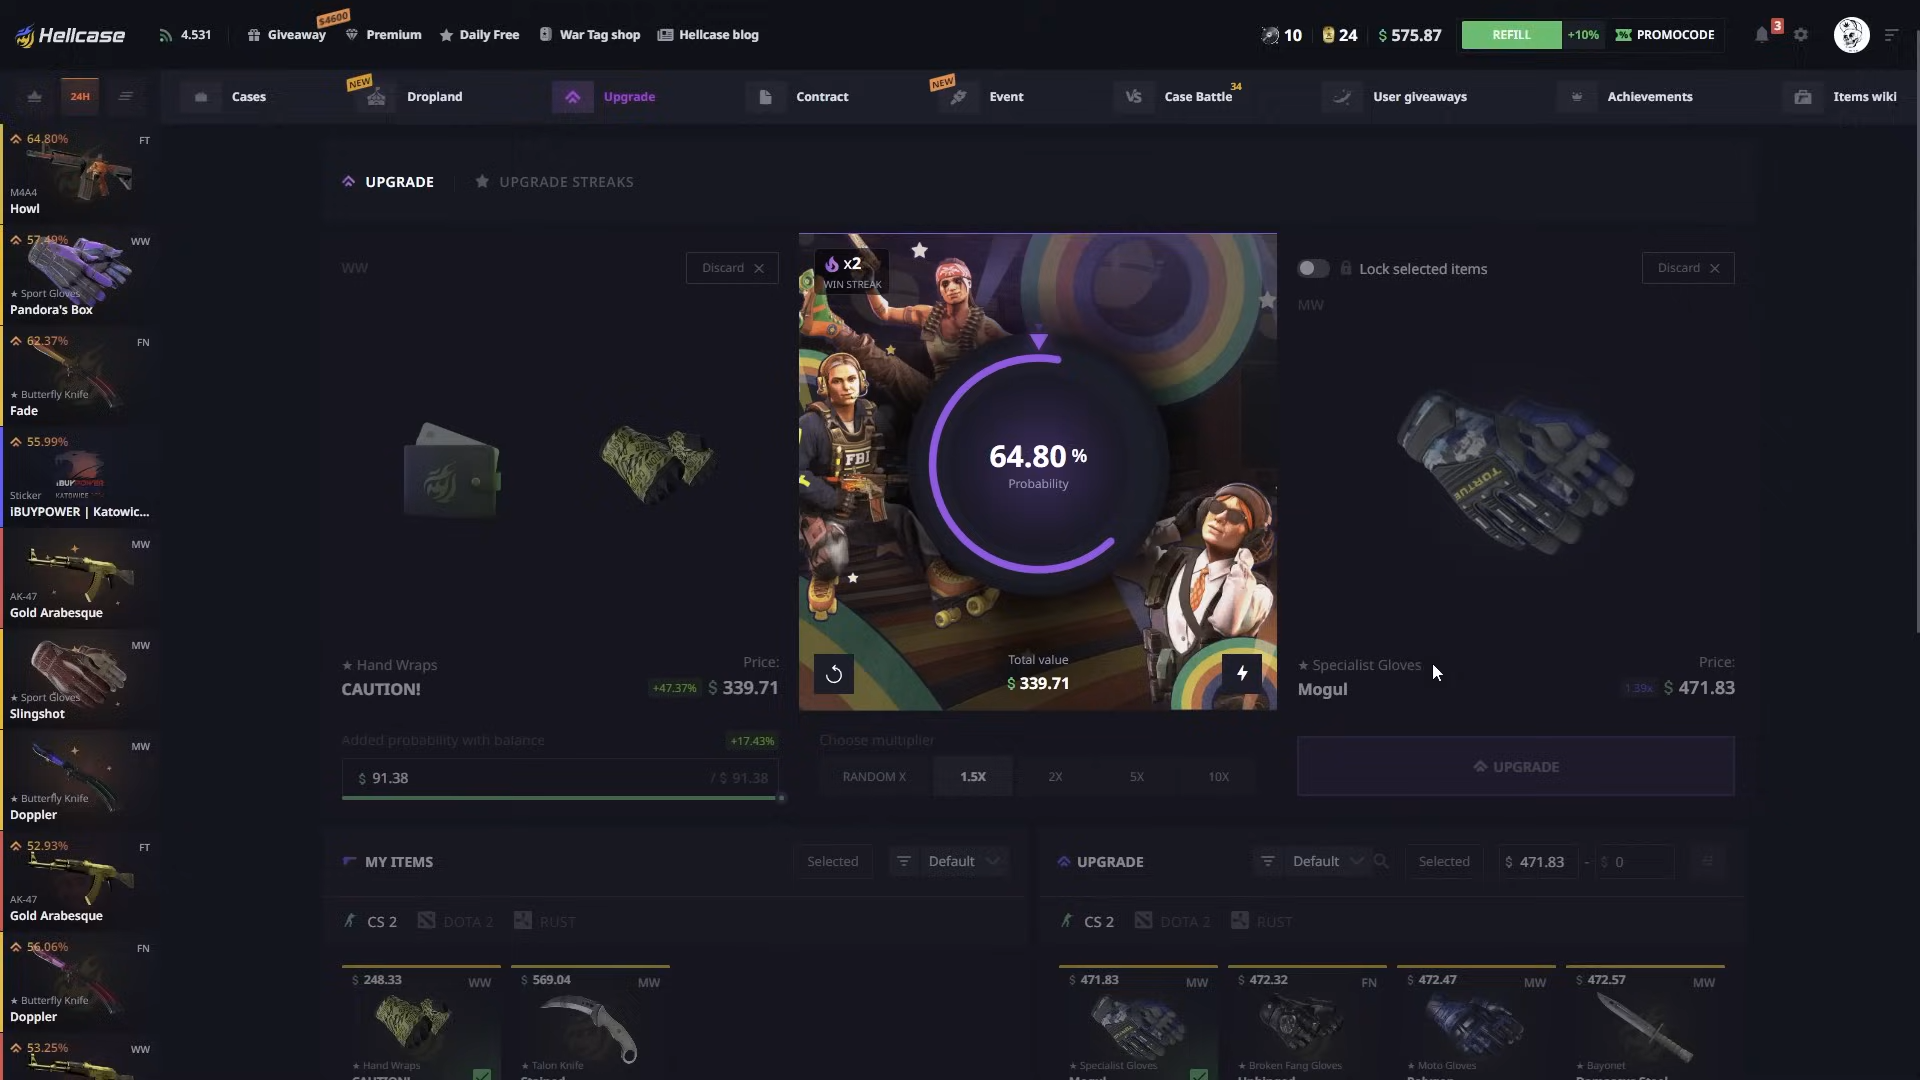 Hellcase
4.531
Giveaway
$4600
Premium
Daily Free
War Tag shop
Hellcase blog
10
24
$ 575.87
REFILL
+10%
PROMOCODE
3
24H
Cases
NEW
Dropland
Upgrade
Contract
NEW
Event
VS
Case Battle
34
User giveaways
Achievements
Items wiki
64.80%
FT
M4A4
Howl
57.49%
WW
★ Sport Gloves
Pandora's Box
62.37%
FN
★ Butterfly Knife
Fade
55.99%
Sticker
iBUYPOWER | Katowic...
MW
AK-47
Gold Arabesque
MW
★ Sport Gloves
Slingshot
MW
★ Butterfly Knife
Doppler
52.93%
FT
AK-47
Gold Arabesque
56.06%
FN
★ Butterfly Knife
Doppler
53.25%
WW
UPGRADE
UPGRADE STREAKS
WW
Discard
★ Hand Wraps
CAUTION!
Price:
+47.37%
$ 339.71
Added probability with balance
+17.43%
$ 91.38
/ $ 91.38
x2
WIN STREAK
FBI
64.80 %
Probability
Total value
$ 339.71
Choose multiplier
RANDOM X
1.5X
2X
5X
10X
Lock selected items
Discard
MW
★ Specialist Gloves
Mogul
Price:
1.39x
$ 471.83
UPGRADE
MY ITEMS
Selected
Default
CS 2
DOTA 2
RUST
$ 248.33
WW
★ Hand Wraps
CAUTION!
$ 569.04
MW
★ Talon Knife
UPGRADE
Default
Selected
$ 471.83
-
$ 0
CS 2
DOTA 2
RUST
$ 471.83
MW
★ Specialist Gloves
Mogul
$ 472.32
FN
★ Broken Fang Gloves
$ 472.47
MW
★ Moto Gloves
$ 472.57
MW
★ Bayonet